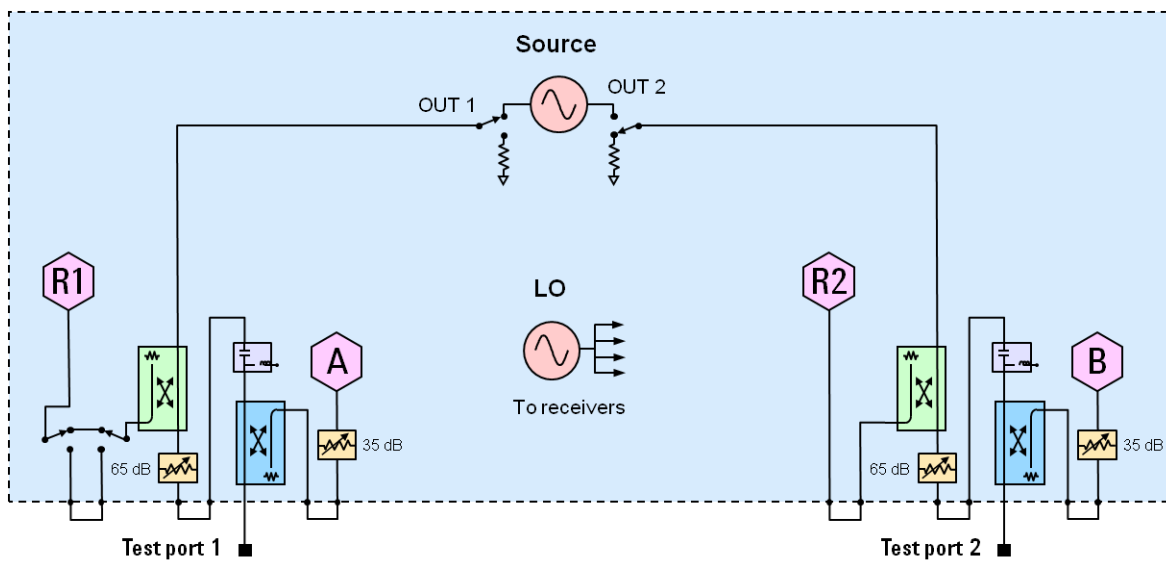 Source
OUT 1
OUT 2
R1
LO
R2
A
B
To receivers
65 dB
35 dB
65 dB
35 dB
Test port 1
Test port 2